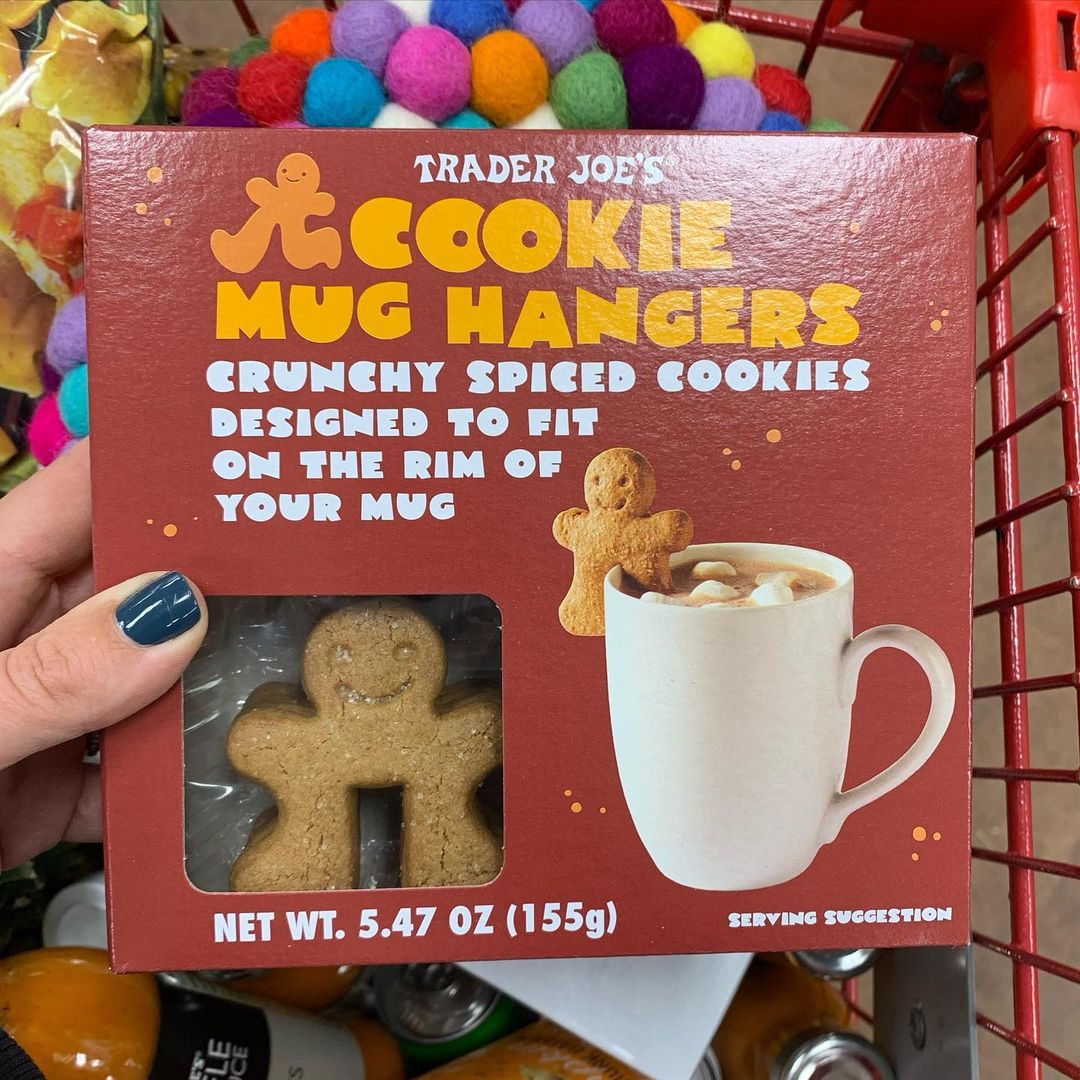 TRADER JOE'S
COOKIE
MUG HANGERS
CRUNCHY SPICED COOKIES
DESIGNED TO FIT
ON THE RIM OF
YOUR MUG
NET WT. 5.47 OZ (155g)
SERVING SUGGESTION